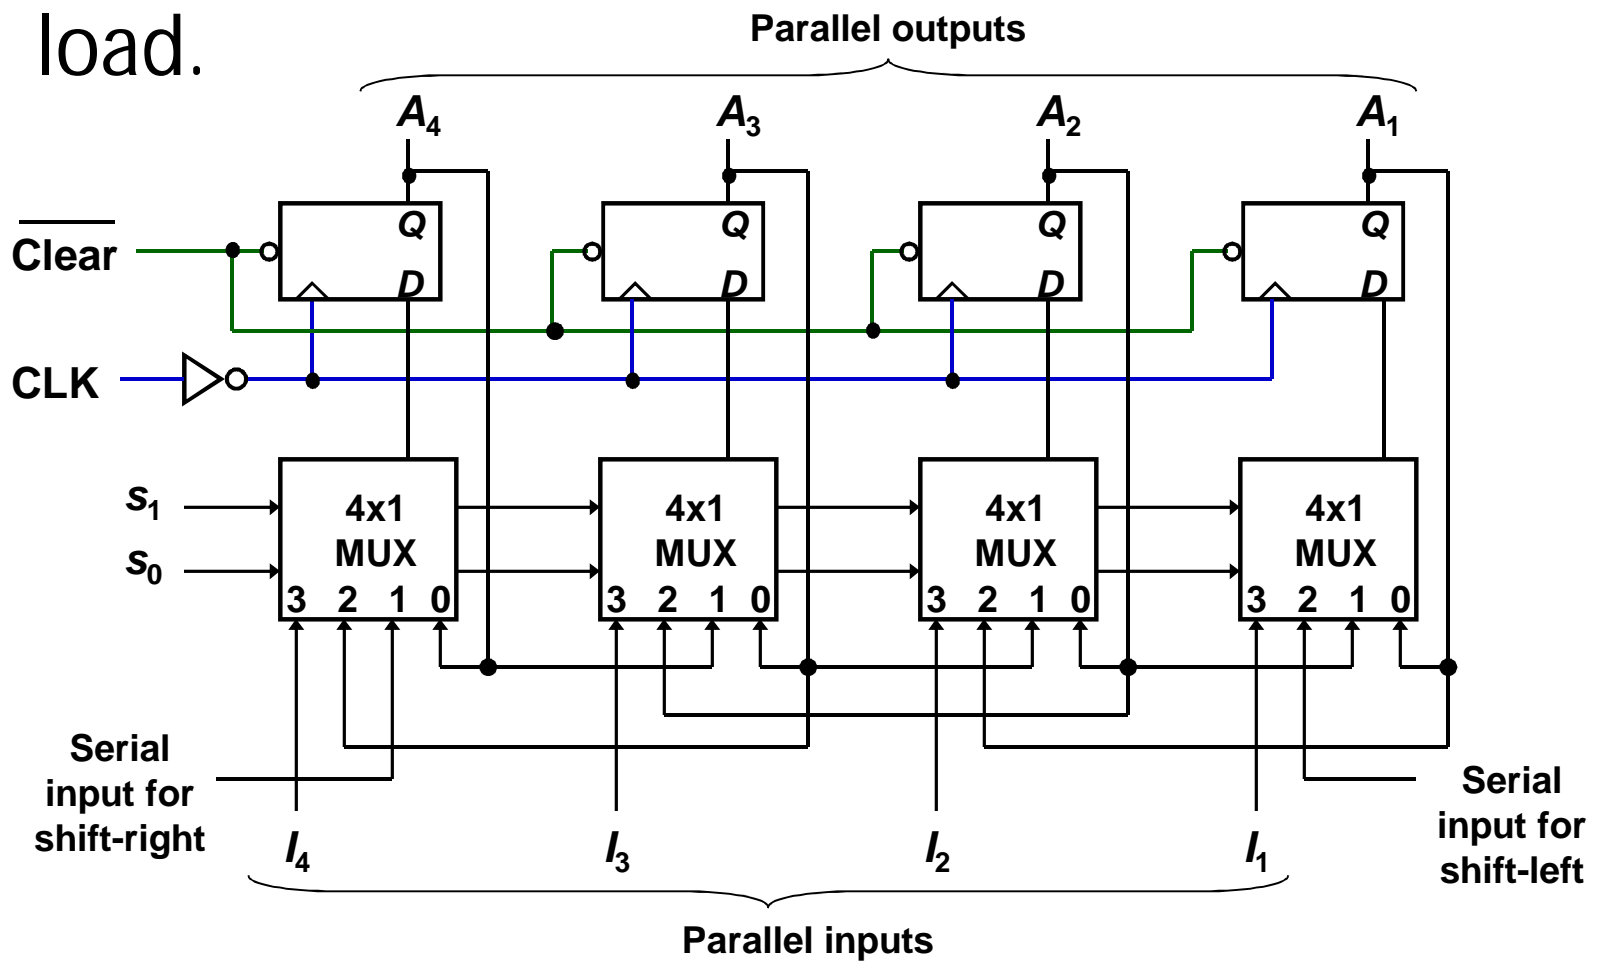 load.
Parallel outputs
A4 A3 A2 A1
Q Q Q Q
Clear
D D D D
CLK
s1
s0
4x1 MUX
4x1 MUX
4x1 MUX
4x1 MUX
3 2 1 0
3 2 1 0
3 2 1 0
3 2 1 0
Serial
input for
shift-right
Serial
input for
shift-left
I4 I3 I2 I1
Parallel inputs